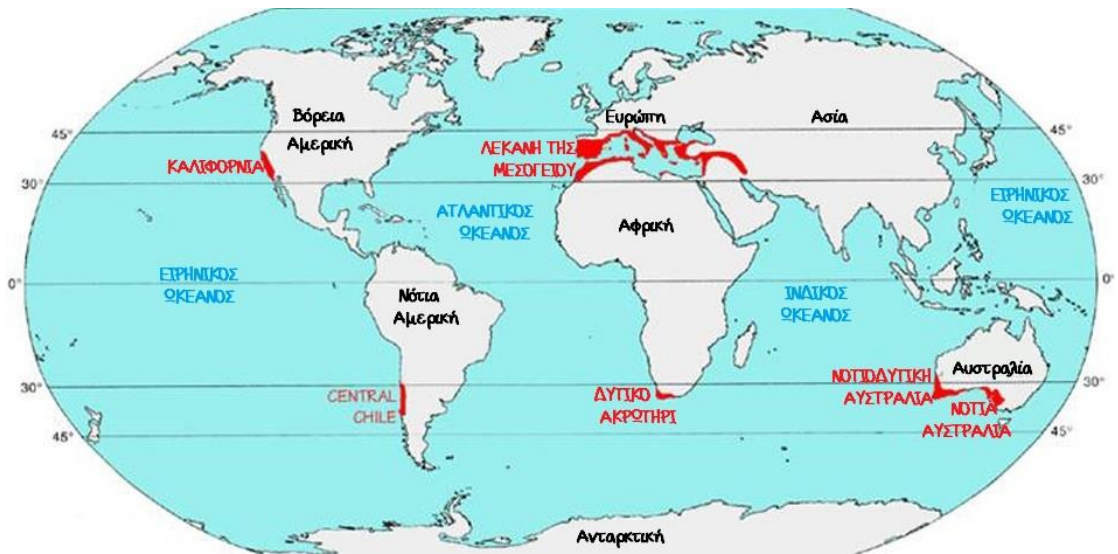 Βόρεια
Αμερική
Ευρώπη
Ασία
45°
45°
ΚΑΛΙΦΟΡΝΙΑ
ΛΕΚΑΝΗ ΤΗΣ
ΜΕΣΟΓΕΙΟΥ
30°
30°
ΑΤΛΑΝΤΙΚΟΣ
ΩΚΕΑΝΟΣ
Αφρική
ΕΙΡΗΝΙΚΟΣ
ΩΚΕΑΝΟΣ
ΕΙΡΗΝΙΚΟΣ
ΩΚΕΑΝΟΣ
0°
0°
Νότια
Αμερική
ΙΝΔΙΚΟΣ
ΩΚΕΑΝΟΣ
Αυστραλία
30°
30°
CENTRAL
CHILE
ΔΥΤΙΚΟ
ΑΚΡΩΤΗΡΙ
ΝΟΤΙΟΔΥΤΙΚΗ
ΑΥΣΤΡΑΛΙΑ
ΝΟΤΙΑ
ΑΥΣΤΡΑΛΙΑ
45°
45°
Ανταρκτική